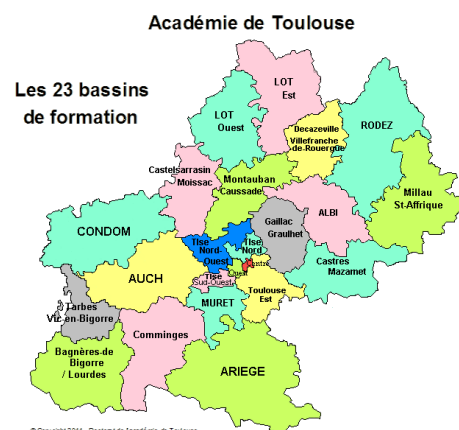 Académie de Toulouse
Les 23 bassins
de formation
LOT
Est
LOT
Ouest
Decazeville
Villefranche
de-Rouergue
RODEZ
Castelsarrasin
Moissac
Montauban
Caussade
Millau
St-Affrique
Gaillac
Graulhet
ALBI
CONDOM
Tlse
Nord-
Ouest
Tlse
Nord
Castres
Mazamet
AUCH
Tlse
Sud-Ouest
Toulouse
Est
Tarbes
Vic-en-Bigorre
MURET
Comminges
Bagnères-de
Bigorre
/ Lourdes
ARIEGE